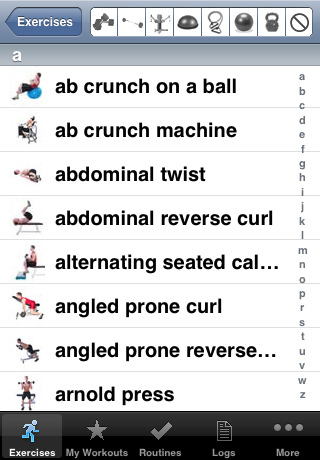 Exercises
a
ab crunch on a ball
ab crunch machine
abdominal twist
abdominal reverse curl
alternating seated cal...
angled prone curl
angled prone reverse...
arnold press
a
b
c
d
e
f
g
h
i
j
k
l
m
n
o
p
r
s
t
u
v
w
z
Exercises
My Workouts
Routines
Logs
More